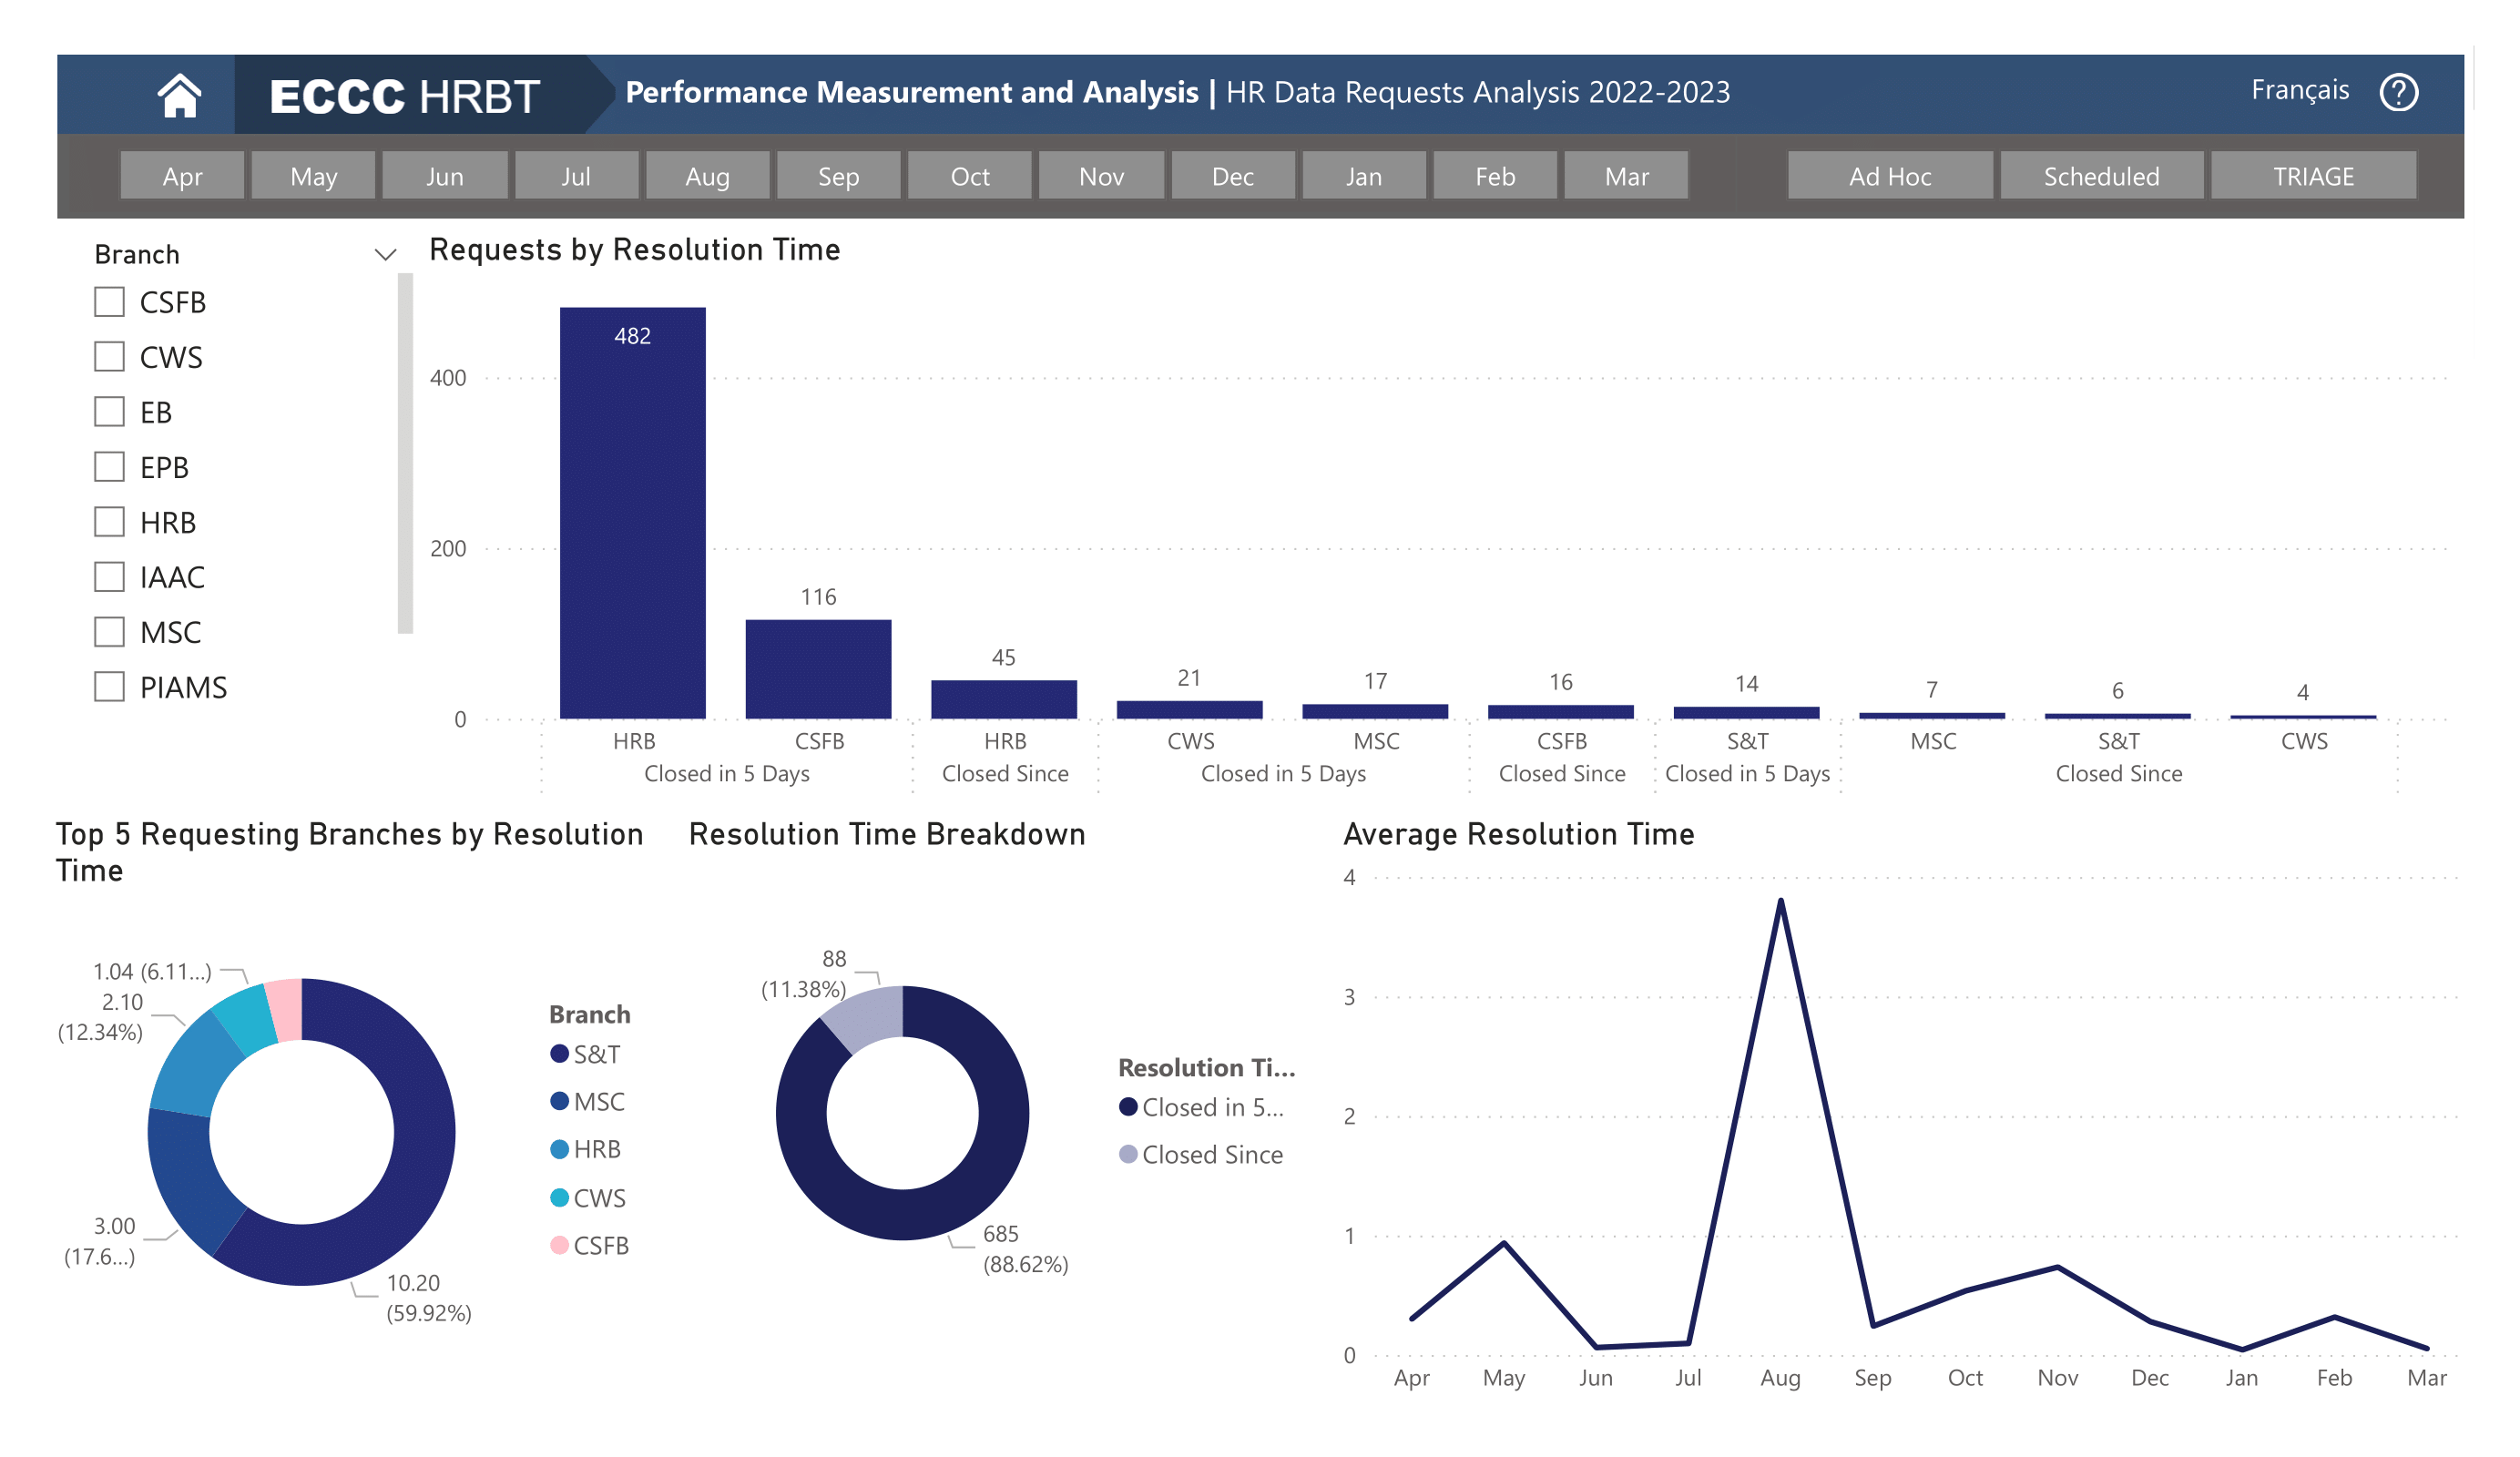 ECCC HRBT
Performance Measurement and Analysis | HR Data Requests Analysis 2022-2023
Français
?
Apr May Jun Jul Aug Sep Oct Nov Dec Jan Feb Mar
Ad Hoc Scheduled TRIAGE
Branch
CSFB
CWS
EB
EPB
HRB
IAAC
MSC
PIAMS
Requests by Resolution Time
400
200
0
482
116
45
21
17
16
14
7
6
4
HRB CSFB HRB CWS MSC CSFB S&T MSC S&T CWS
Closed in 5 Days Closed Since Closed in 5 Days Closed Since Closed in 5 Days Closed Since
Top 5 Requesting Branches by Resolution
Time
1.04 (6.11...)
2.10
(12.34%)
3.00
(17.6...)
10.20
(59.92%)
Branch
S&T
MSC
HRB
CWS
CSFB
Resolution Time Breakdown
88
(11.38%)
685
(88.62%)
Resolution Ti...
Closed in 5...
Closed Since
Average Resolution Time
4
3
2
1
0
Apr May Jun Jul Aug Sep Oct Nov Dec Jan Feb Mar